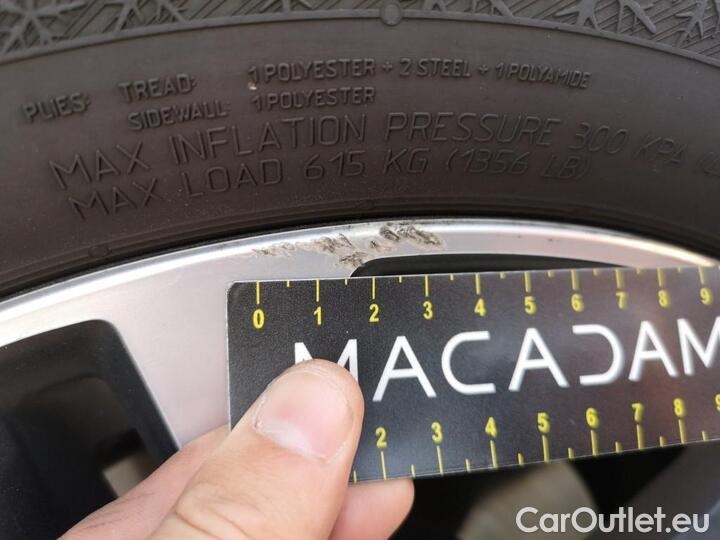 PLIES: TREAD: 1 POLYESTER + 2 STEEL + 1 POLYAMIDE
SIDEWALL: 1 POLYESTER
MAX INFLATION PRESSURE 300 KPA
MAX LOAD 615 KG (1356 LB)
0 1 2 3 4 5 6 7 8 9
MACADAM
2 3 4 5 6 7 8 9
CarOutlet.eu